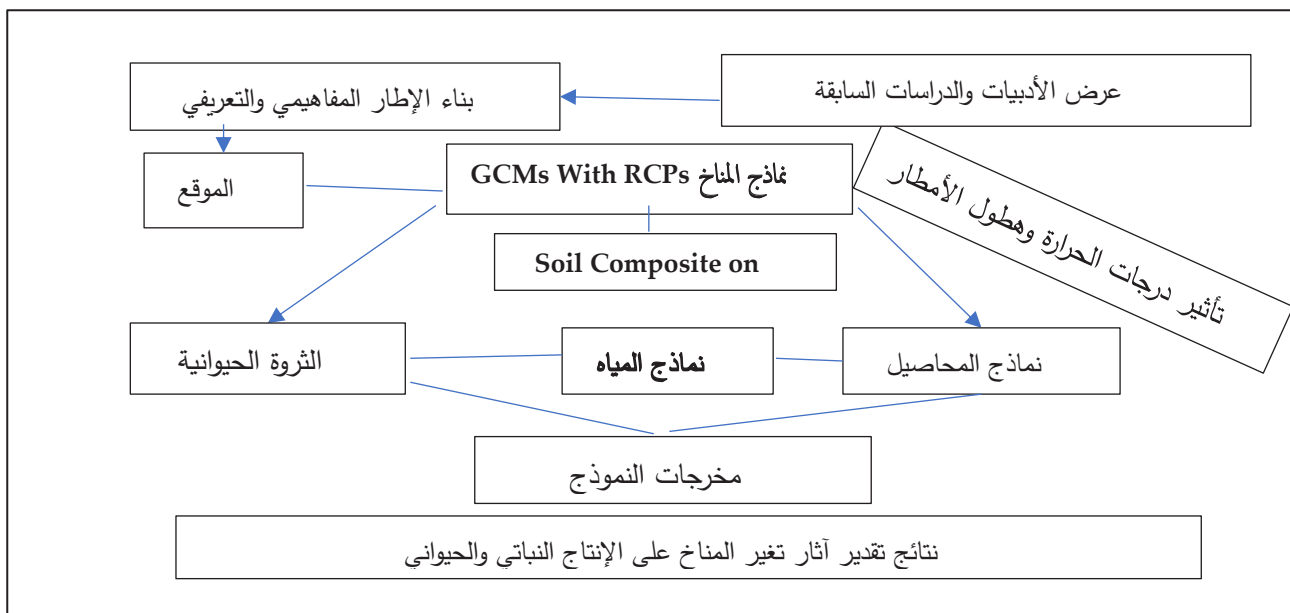 عرض الأدبيات والدراسات السابقة
بناء الإطار المفاهيمي والتعريفي
الموقع
نماذج المناخ GCMs With RCPs
تأثير درجات الحرارة وهطول الأمطار
Soil Composite on
نماذج المحاصيل
نماذج المياه
الثروة الحيوانية
مخرجات النموذج
نتائج تقدير آثار تغير المناخ على الإنتاج النباتي والحيواني